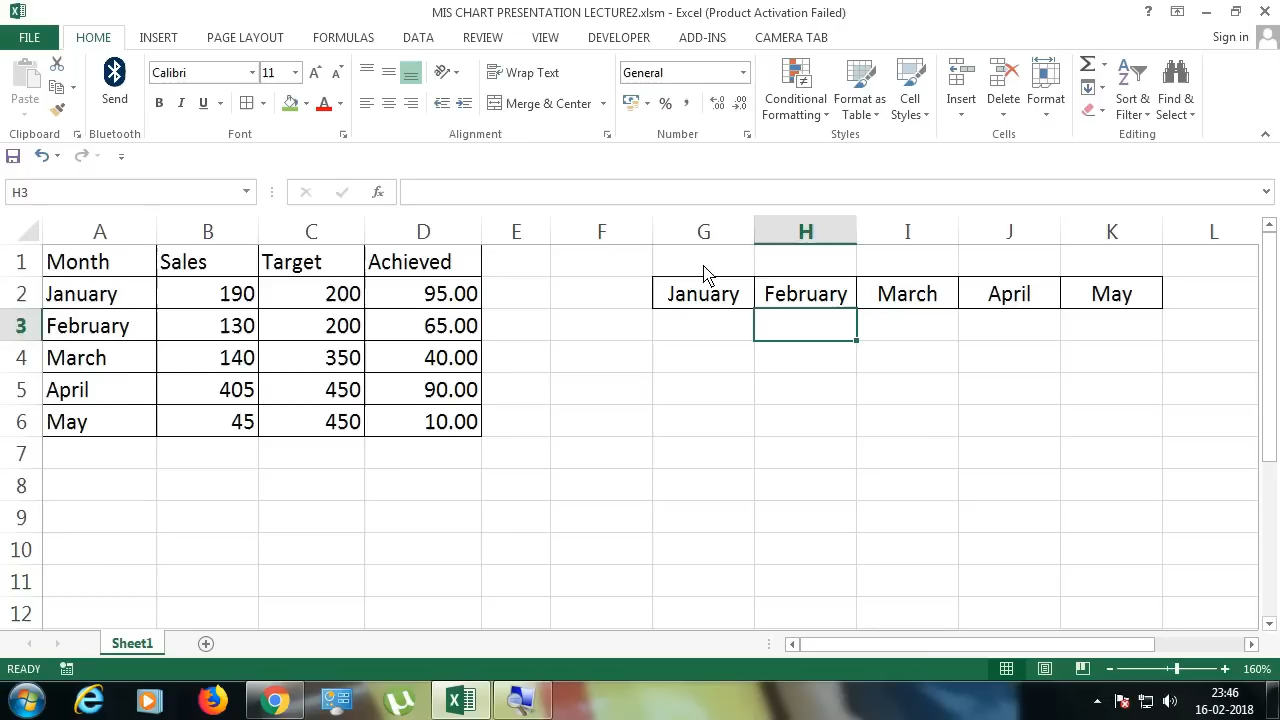 MIS CHART PRESENTATION LECTURE2.xlsm - Excel (Product Activation Failed)
FILE HOME INSERT PAGE LAYOUT FORMULAS DATA REVIEW VIEW DEVELOPER ADD-INS CAMERA TAB Sign in
Paste Send Calibri 11 Wrap Text General Conditional Formatting Format as Table Cell Styles Insert Delete Format Sort & Filter Find & Select
B I U A Merge & Center % ,
Clipboard Bluetooth Font Alignment Number Styles Cells Editing
H3 fx
A B C D E F G H I J K L
1 Month Sales Target Achieved
2 January 190 200 95.00 January February March April May
3 February 130 200 65.00
4 March 140 350 40.00
5 April 405 450 90.00
6 May 45 450 10.00
7
8
9
10
11
12
Sheet1
READY 160%
23:46
16-02-2018